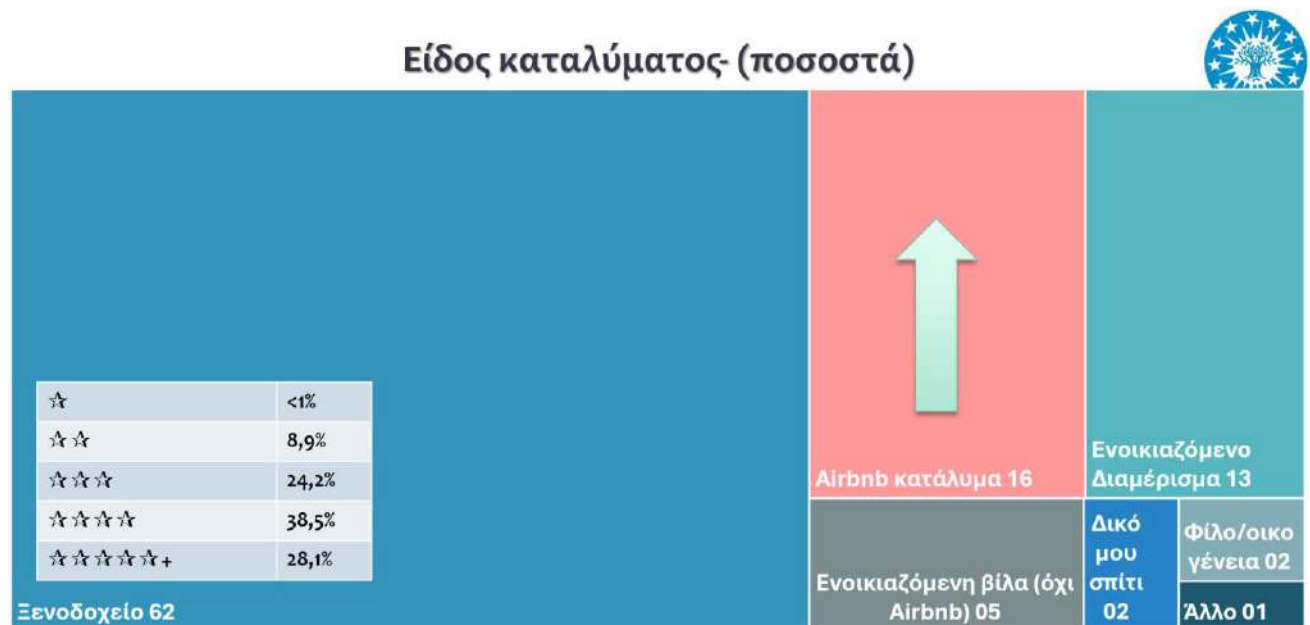 Είδος καταλύματος- (ποσοστά)
☆ <1%
☆☆ 8,9%
☆☆☆ 24,2%
☆☆☆☆ 38,5%
☆☆☆☆☆+ 28,1%
Ξενοδοχείο 62
Airbnb κατάλυμα 16
Ενοικιαζόμενο
Διαμέρισμα 13
Ενοικιαζόμενη βίλα (όχι
Airbnb) 05
Δικό
μου
σπίτι
02
Φίλο/οικο
γένεια 02
Άλλο 01